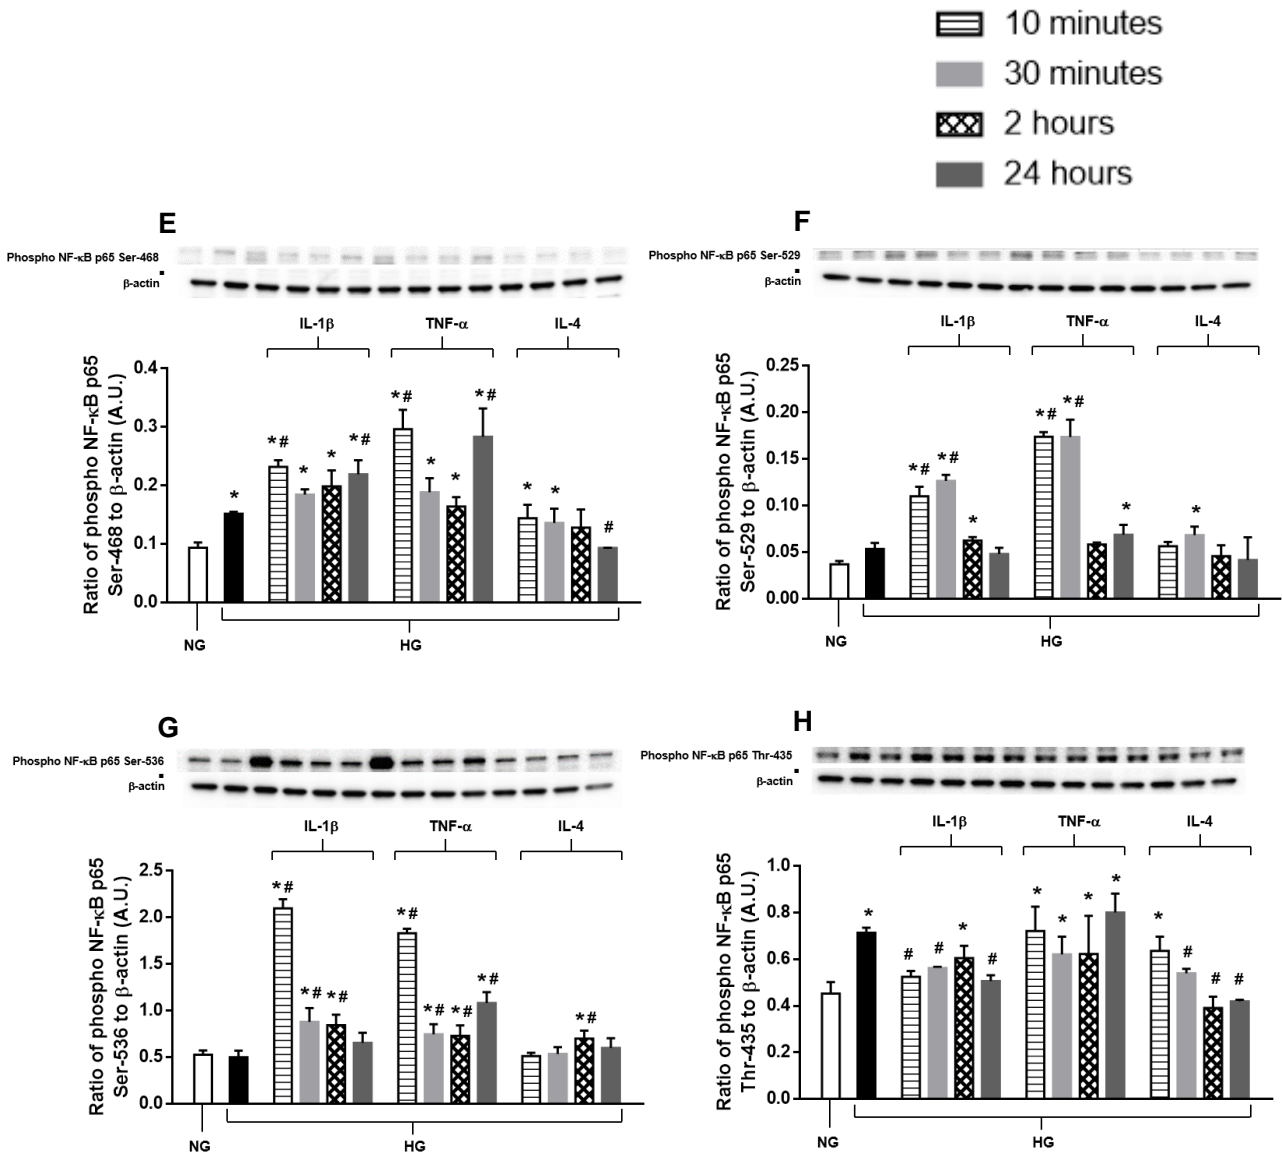 10 minutes
30 minutes
2 hours
24 hours
E
Phospho NF-κB p65 Ser-468
β-actin
IL-1β TNF-α IL-4
Ratio of phospho NF-κB p65
Ser-468 to β-actin (A.U.)
0.4
0.3
0.2
0.1
0.0
* *# * * *# *# * * *# * * #
NG HG
F
Phospho NF-κB p65 Ser-529
β-actin
IL-1β TNF-α IL-4
Ratio of phospho NF-κB p65
Ser-529 to β-actin (A.U.)
0.25
0.20
0.15
0.10
0.05
0.00
*# *# * *# *# * *
NG HG
G
Phospho NF-κB p65 Ser-536
β-actin
IL-1β TNF-α IL-4
Ratio of phospho NF-κB p65
Ser-536 to β-actin (A.U.)
2.5
2.0
1.5
1.0
0.5
0.0
*# *# *# *# *# *# *# *#
NG HG
H
Phospho NF-κB p65 Thr-435
β-actin
IL-1β TNF-α IL-4
Ratio of phospho NF-κB p65
Thr-435 to β-actin (A.U.)
1.0
0.8
0.6
0.4
0.2
0.0
* # # * # * * * * * # # #
NG HG